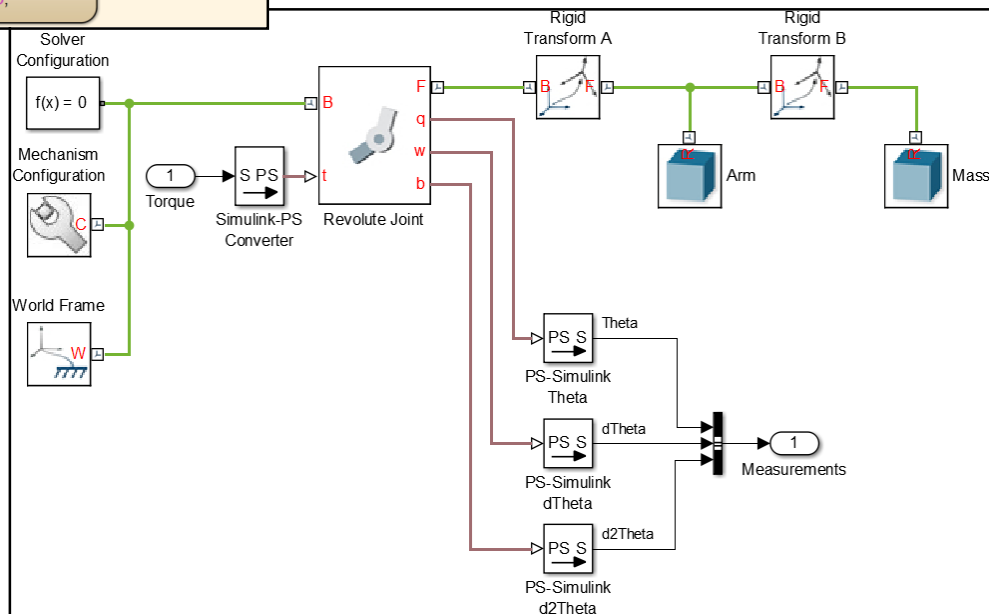 Solver
Configuration
f(x) = 0
Mechanism
Configuration
C
World Frame
W
1
Torque
S PS
Simulink-PS
Converter
B
t
F
q
w
b
Revolute Joint
Rigid
Transform A
B F
R
Arm
Rigid
Transform B
B F
R
Mass
Theta
PS S
PS-Simulink
Theta
dTheta
PS S
PS-Simulink
dTheta
d2Theta
PS S
PS-Simulink
d2Theta
1
Measurements